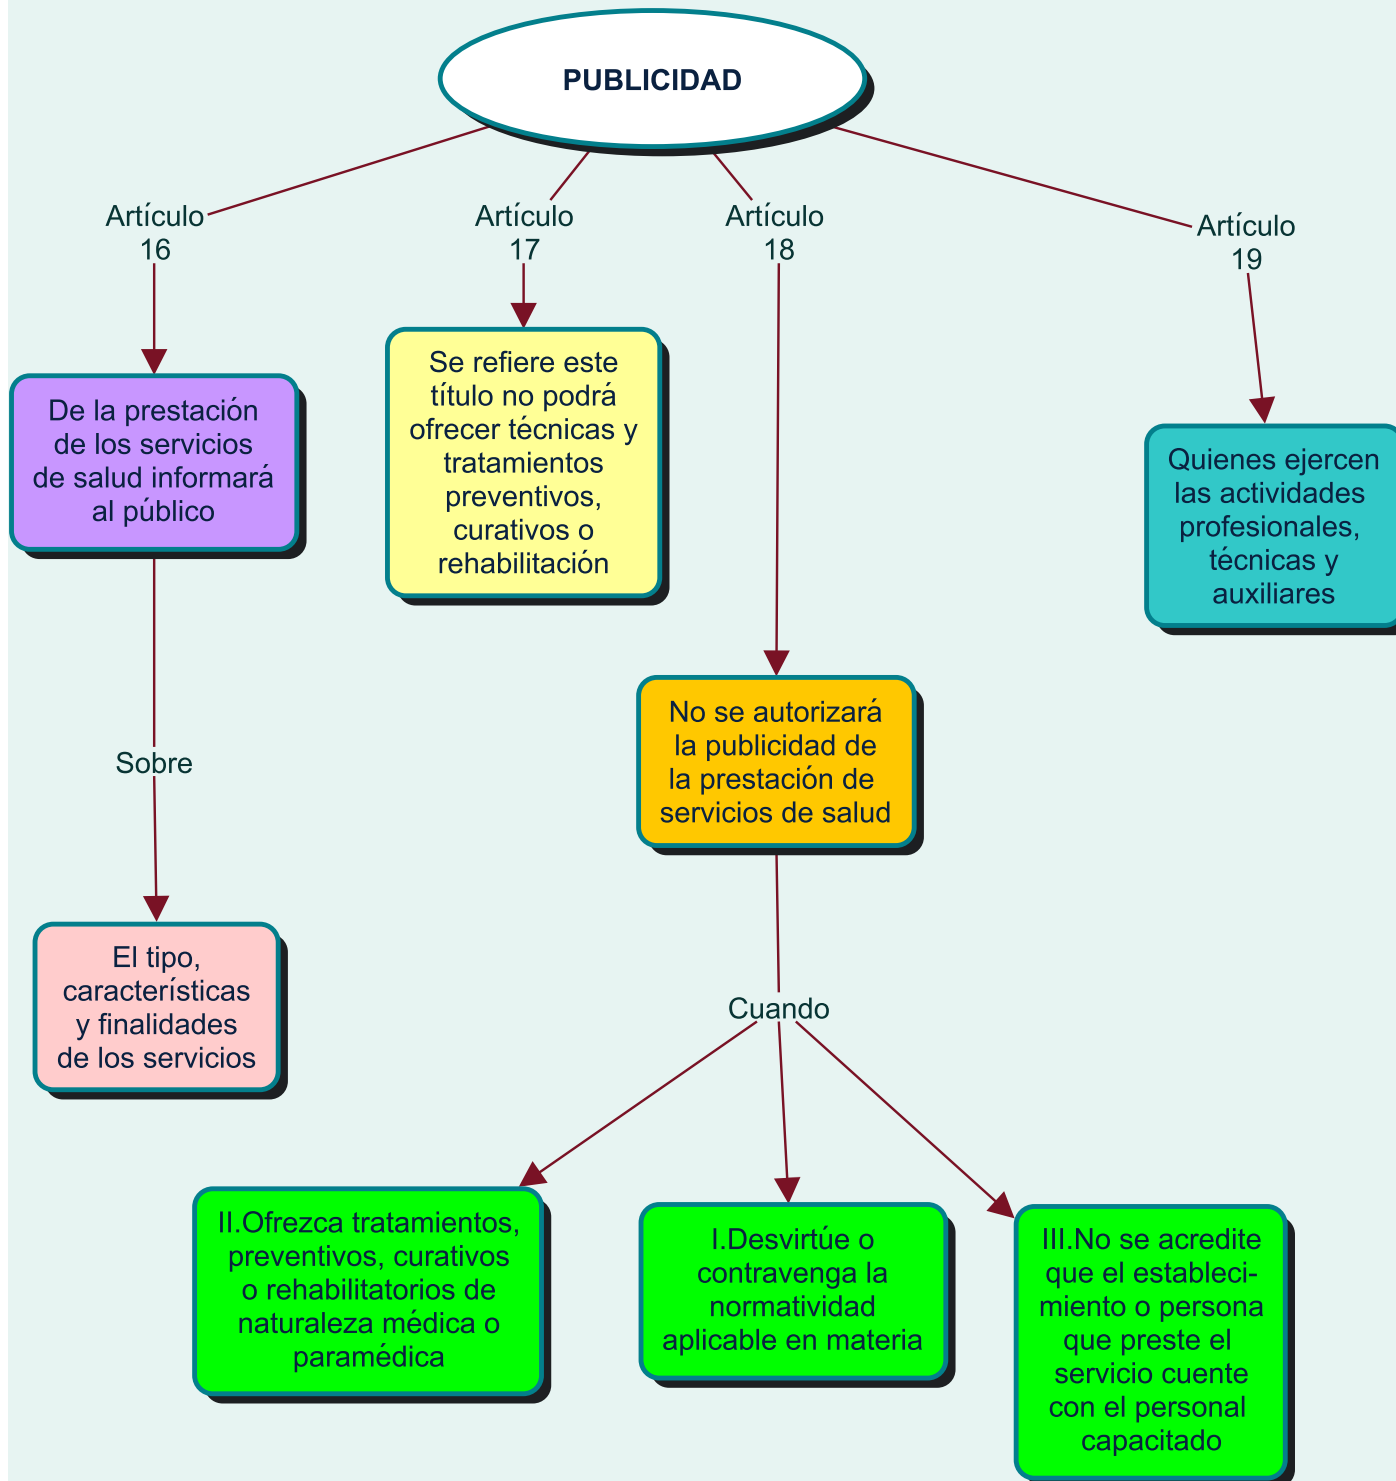 PUBLICIDAD
Artículo
16
Artículo
17
Artículo
18
Artículo
19
De la prestación
de los servicios
de salud informará
al público
Se refiere este
título no podrá
ofrecer técnicas y
tratamientos
preventivos,
curativos o
rehabilitación
Quienes ejercen
las actividades
profesionales,
técnicas y
auxiliares
No se autorizará
la publicidad de
la prestación de
servicios de salud
Sobre
El tipo,
características
y finalidades
de los servicios
Cuando
II.Ofrezca tratamientos,
preventivos, curativos
o rehabilitatorios de
naturaleza médica o
paramédica
I.Desvirtúe o
contravenga la
normatividad
aplicable en materia
III.No se acredite
que el estableci-
miento o persona
que preste el
servicio cuente
con el personal
capacitado